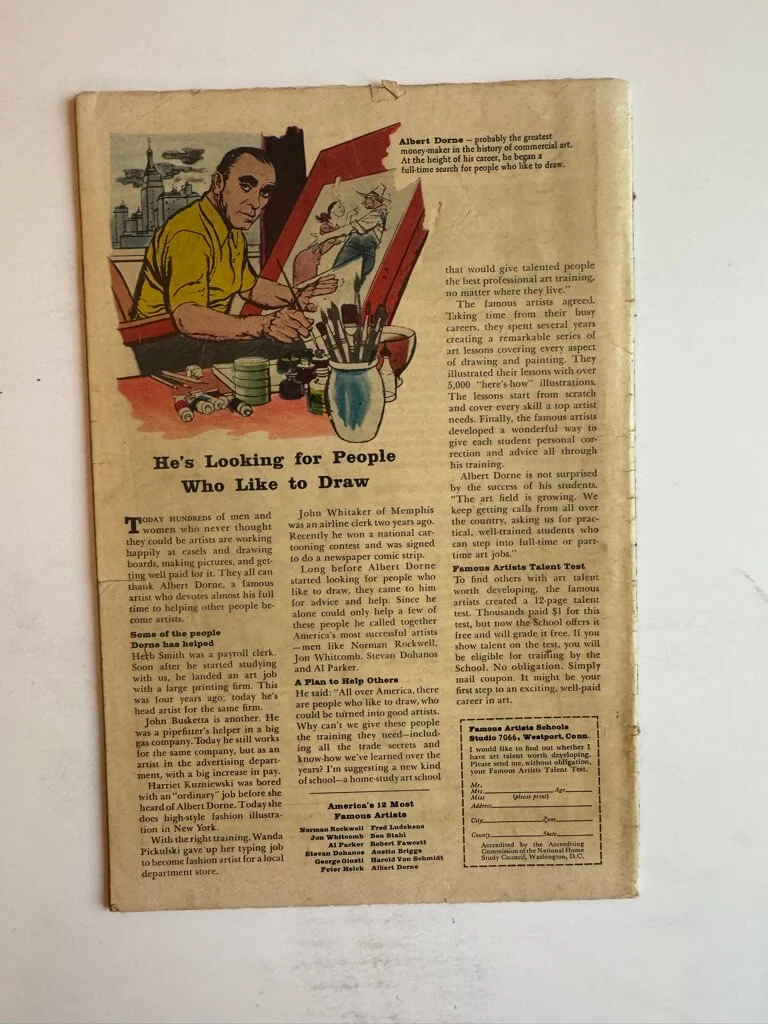 Albert Dorne — probably the greatest
money-maker in the history of commercial art.
At the height of his career, he began a
full-time search for people who like to draw.
He's Looking for People
Who Like to Draw
TODAY HUNDREDS of men and
women who never thought
they could be artists are working
happily at easels and drawing
boards, making pictures, and get-
ting well paid for it. They all can
thank Albert Dorne, a famous
artist who devotes almost his full
time to helping other people be-
come artists.
Some of the people
Dorne has helped
Herb Smith was a payroll clerk.
Soon after he started studying
with us, he landed an art job
with a large printing firm. This
was four years ago; today he's
head artist for the same firm.
John Busketta is another. He
was a pipefitter's helper in a big
gas company. Today he still works
for the same company, but as an
artist in the advertising depart-
ment, with a big increase in pay.
Harriet Kuzniewski was bored
with an "ordinary" job before she
heard of Albert Dorne. Today she
does high-style fashion illustra-
tion in New York.
With the right training, Wanda
Pickulski gave up her typing job
to become fashion artist for a local
department store.
John Whitaker of Memphis
was an airline clerk two years ago.
Recently he won a national car-
tooning contest and was signed
to do a newspaper comic strip.
Long before Albert Dorne
started looking for people who
like to draw, they came to him
for advice and help. Since he
alone could only help a few of
these people he called together
America's most successful artists
—men like Norman Rockwell,
Jon Whitcomb, Stevan Dohanos
and Al Parker.
A Plan to Help Others
He said: "All over America, there
are people who like to draw, who
could be turned into good artists.
Why can't we give these people
the training they need—includ-
ing all the trade secrets and
know-how we've learned over the
years? I'm suggesting a new kind
of school—a home-study art school
America's 12 Most
Famous Artists
Norman Rockwell Fred Ludekens
Jon Whitcomb Ben Stahl
Al Parker Robert Fawcett
Stevan Dohanos Austin Briggs
George Giusti Harold Von Schmidt
Peter Helck Albert Dorne
that would give talented people
the best professional art training,
no matter where they live."
The famous artists agreed.
Taking time from their busy
careers, they spent several years
creating a remarkable series of
art lessons covering every aspect
of drawing and painting. They
illustrated their lessons with over
5,000 "here's-how" illustrations.
The lessons start from scratch
and cover every skill a top artist
needs. Finally, the famous artists
developed a wonderful way to
give each student personal cor-
rection and advice all through
his training.
Albert Dorne is not surprised
by the success of his students.
"The art field is growing. We
keep getting calls from all over
the country, asking us for prac-
tical, well-trained students who
can step into full-time or part-
time art jobs."
Famous Artists Talent Test
To find others with art talent
worth developing, the famous
artists created a 12-page talent
test. Thousands paid $1 for this
test, but now the School offers it
free and will grade it free. If you
show talent on the test, you will
be eligible for training by the
School. No obligation. Simply
mail coupon. It might be your
first step to an exciting, well-paid
career in art.
Famous Artists Schools
Studio 7066, Westport, Conn.
I would like to find out whether I
have art talent worth developing.
Please send me, without obligation,
your Famous Artists Talent Test.
Mr.
Mrs. Age
Miss (please print)
Address
City Zone
County State
Accredited by the Accrediting
Commission of the National Home
Study Council, Washington, D.C.